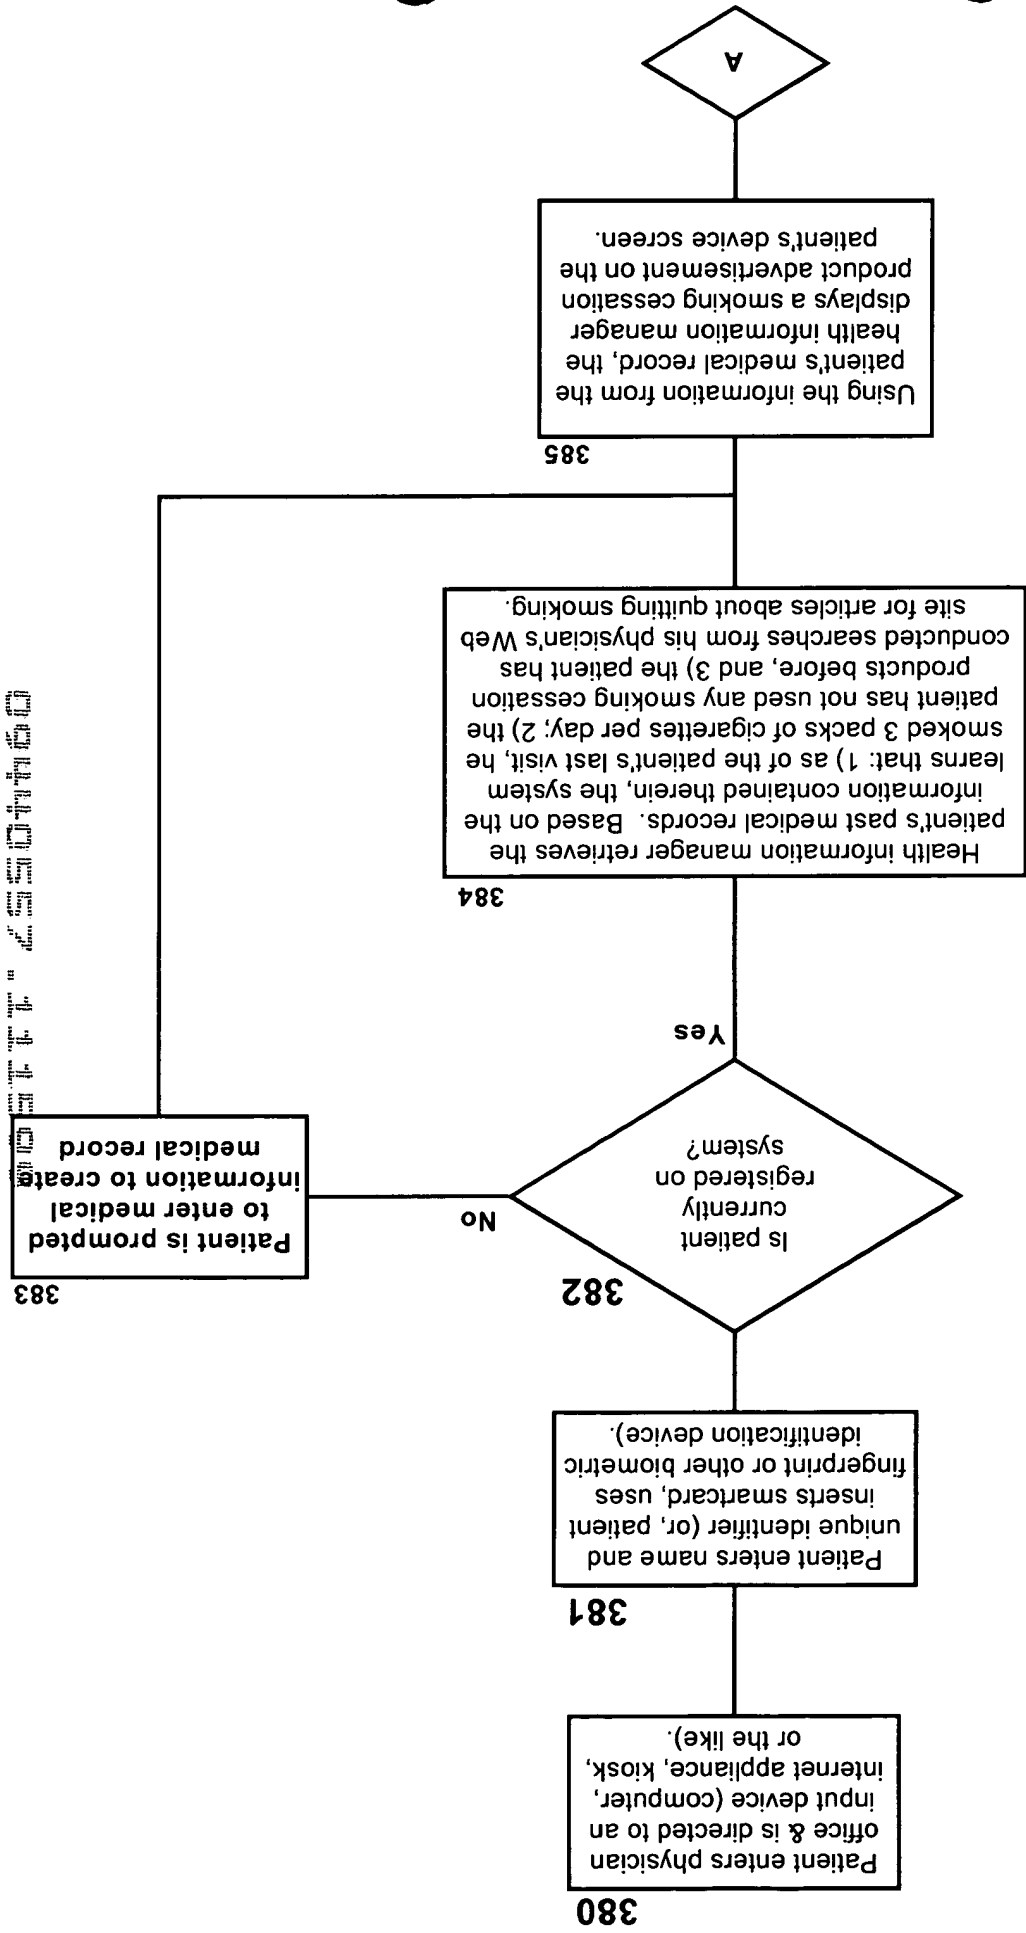 380
Patient enters physician
office & is directed to an
input device (computer,
internet appliance, kiosk,
or the like).
381
Patient enters name and
unique identifier (or, patient
inserts smartcard, uses
fingerprint or other biometric
identification device).
382
Is patient
currently
registered on
system?
No
383
Patient is prompted
to enter medical
information to create
medical record
Yes
384
Health information manager retrieves the
patient's past medical records. Based on the
information contained therein, the system
learns that: 1) as of the patient's last visit, he
smoked 3 packs of cigarettes per day; 2) the
patient has not used any smoking cessation
products before, and 3) the patient has
conducted searches from his physician's Web
site for articles about quitting smoking.
385
Using the information from the
patient's medical record, the
health information manager
displays a smoking cessation
product advertisement on the
patient's device screen.
A